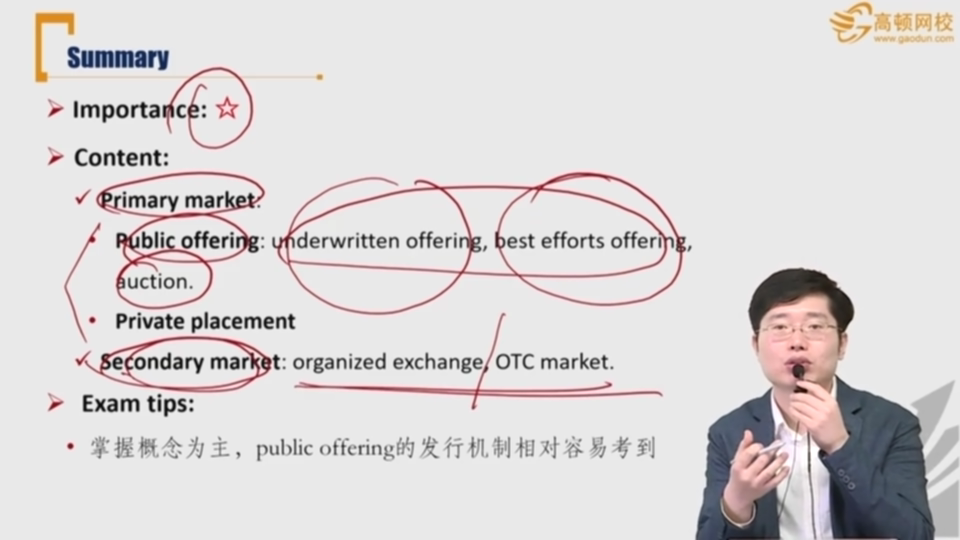 高顿网校
www.gaodun.com
Summary
Importance: ☆
Content:
Primary market:
Public offering: underwritten offering, best efforts offering,
auction.
Private placement
Secondary market: organized exchange, OTC market.
Exam tips:
掌握概念为主，public offering的发行机制相对容易考到